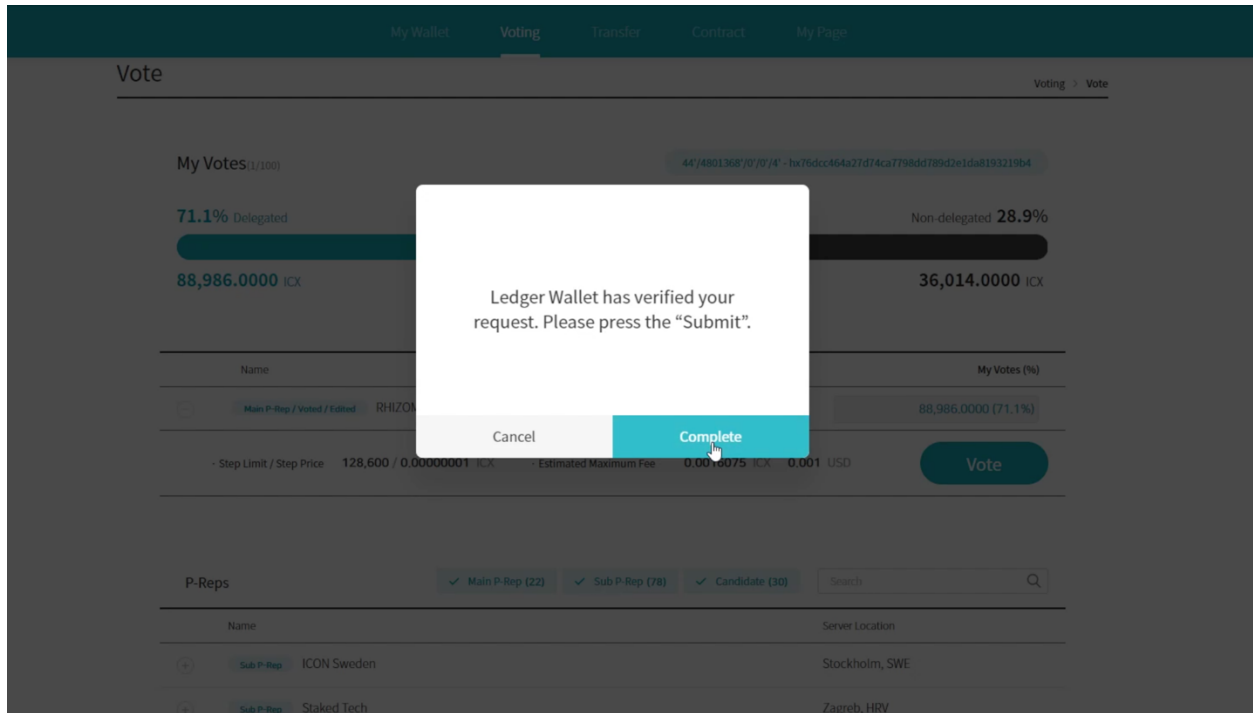 My Wallet Voting Transfer Contract My Page
Vote
Voting > Vote
My Votes(1/100)
44'/4801368'/0'/0'/4' - hx76dcc464a27d74ca7798dd789d2e1da8193219b4
71.1% Delegated
Non-delegated 28.9%
88,986.0000 ICX
36,014.0000 ICX
Ledger Wallet has verified your
request. Please press the “Submit”.
Cancel
Complete
Name
My Votes (%)
Main P-Rep / Voted / Edited RHIZOM
88,986.0000 (71.1%)
- Step Limit / Step Price 128,600 / 0.00000001 ICX - Estimated Maximum Fee 0.0016075 ICX 0.001 USD
Vote
P-Reps
Main P-Rep (22) Sub P-Rep (78) Candidate (30) Search
Name Server Location
Sub P-Rep ICON Sweden Stockholm, SWE
Sub P-Rep Staked Tech Zagreb, HRV